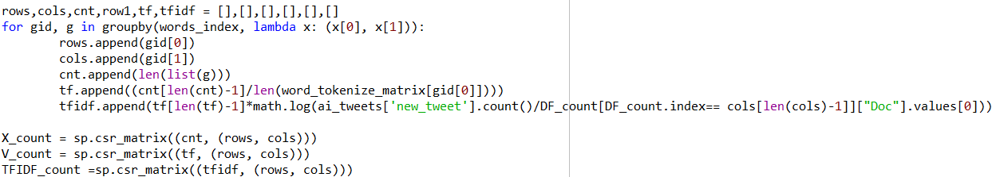 rows,cols,cnt,row1,tf,tfidf = [],[],[],[],[],[]
for gid, g in groupby(words_index, lambda x: (x[0], x[1])):
        rows.append(gid[0])
        cols.append(gid[1])
        cnt.append(len(list(g)))
        tf.append((cnt[len(cnt)-1]/len(word_tokenize_matrix[gid[0]])))
        tfidf.append(tf[len(tf)-1]*math.log(ai_tweets['new_tweet'].count()/DF_count[DF_count.index== cols[len(cols)-1]]["Doc"].values[0]))

X_count = sp.csr_matrix((cnt, (rows, cols)))
V_count = sp.csr_matrix((tf, (rows, cols)))
TFIDF_count =sp.csr_matrix((tfidf, (rows, cols)))